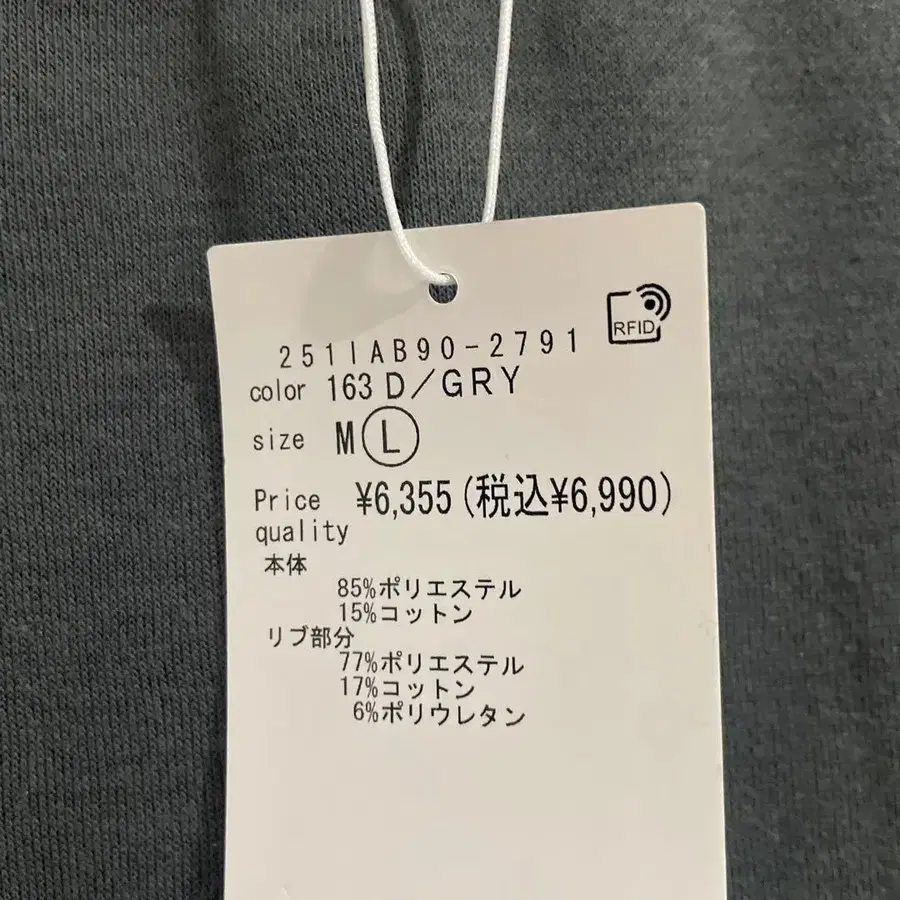 RFID
251IAB90-2791
color 163 D/GRY
size M L
Price ¥6,355(税込¥6,990)
quality
本体
85%ポリエステル
15%コットン
リブ部分
77%ポリエステル
17%コットン
6%ポリウレタン